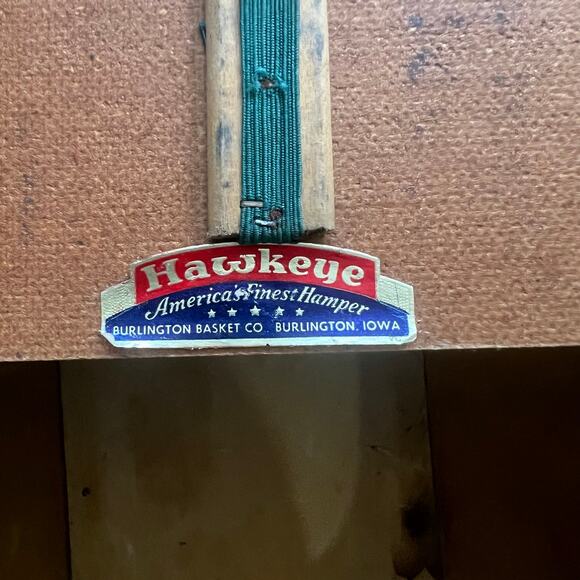 Hawkeye
America's Finest Hamper
BURLINGTON BASKET CO. BURLINGTON, IOWA